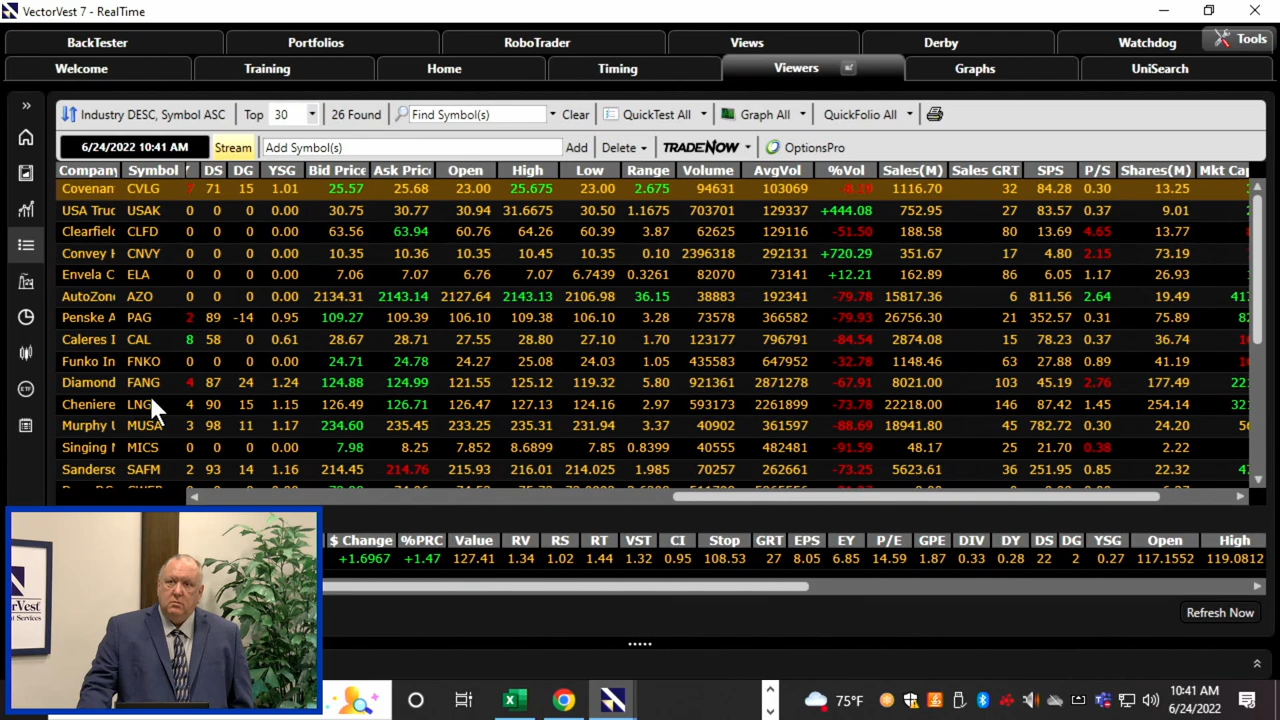 VectorVest 7 - RealTime
BackTester Portfolios RoboTrader Views Derby Watchdog Tools
Welcome Training Home Timing Viewers Graphs UniSearch
Industry DESC, Symbol ASC Top 30 26 Found Find Symbol(s) Clear QuickTest All Graph All QuickFolio All
6/24/2022 10:41 AM Stream Add Symbol(s) Add Delete TRADENOW OptionsPro
Company Symbol DS DG YSG Bid Price Ask Price Open High Low Range Volume AvgVol %Vol Sales(M) Sales GRT SPS P/S Shares(M) Mkt Cap
Covenan CVLG 7 71 15 1.01 25.57 25.68 23.00 25.675 23.00 2.675 94631 103069 1116.70 32 84.28 0.30 13.25
USA Truc USAK 0 0 0.00 30.75 30.77 30.94 31.6675 30.50 1.1675 703701 129337 +444.08 752.95 27 83.57 0.37 9.01
Clearfield CLFD 0 0 0.00 63.56 63.94 60.76 64.26 60.39 3.87 62625 129116 -51.50 188.58 80 13.69 4.65 13.77
Convey H CNVY 0 0 0.00 10.35 10.36 10.35 10.45 10.35 0.10 2396318 292131 +720.29 351.67 17 4.80 2.15 73.19
Envela C ELA 0 0 0.00 7.06 7.07 6.76 7.07 6.7439 0.3261 82070 73141 +12.21 162.89 86 6.05 1.17 26.93
AutoZone AZO 0 0 0.00 2134.31 2143.14 2127.64 2143.13 2106.98 36.15 38883 192341 -79.78 15817.36 6 811.56 2.64 19.49 417
Penske A PAG 2 89 -14 0.95 109.27 109.39 106.10 109.38 106.10 3.28 73578 366582 -79.93 26756.30 21 352.57 0.31 75.89
Caleres I CAL 8 58 0 0.61 28.67 28.71 27.55 28.80 27.10 1.70 123177 796791 -84.54 2874.08 15 78.23 0.37 36.74
Funko In FNKO 0 0 0.00 24.71 24.78 24.27 25.08 24.03 1.05 435583 647952 -32.78 1148.46 63 27.88 0.89 41.19
Diamond FANG 4 87 24 1.24 124.88 124.99 121.55 125.12 119.32 5.80 921361 2871278 -67.91 8021.00 103 45.19 2.76 177.49 221
Cheniere LNG 4 90 15 1.15 126.49 126.71 126.47 127.13 124.16 2.97 593173 2261899 -73.78 22218.00 146 87.42 1.45 254.14 321
Murphy U MUSA 3 98 11 1.17 234.60 235.45 233.25 235.31 231.94 3.37 40902 361597 -88.69 18941.80 45 782.72 0.30 24.20
Singing M MICS 0 0 0.00 7.98 8.25 7.852 8.6899 7.85 0.8399 40555 482481 -91.59 48.17 25 21.70 0.38 2.22
Sanderso SAFM 2 93 14 1.16 214.45 214.76 215.93 216.01 214.025 1.985 70257 262661 -73.25 5623.61 36 251.95 0.85 22.32
$ Change %PRC Value RV RS RT VST CI Stop GRT EPS EY P/E GPE DIV DY DS DG YSG Open High
+1.6967 +1.47 127.41 1.34 1.02 1.44 1.32 0.95 108.53 27 8.05 6.85 14.59 1.87 0.33 0.28 22 2 0.27 117.1552 119.0812
Refresh Now
75°F
10:41 AM
6/24/2022